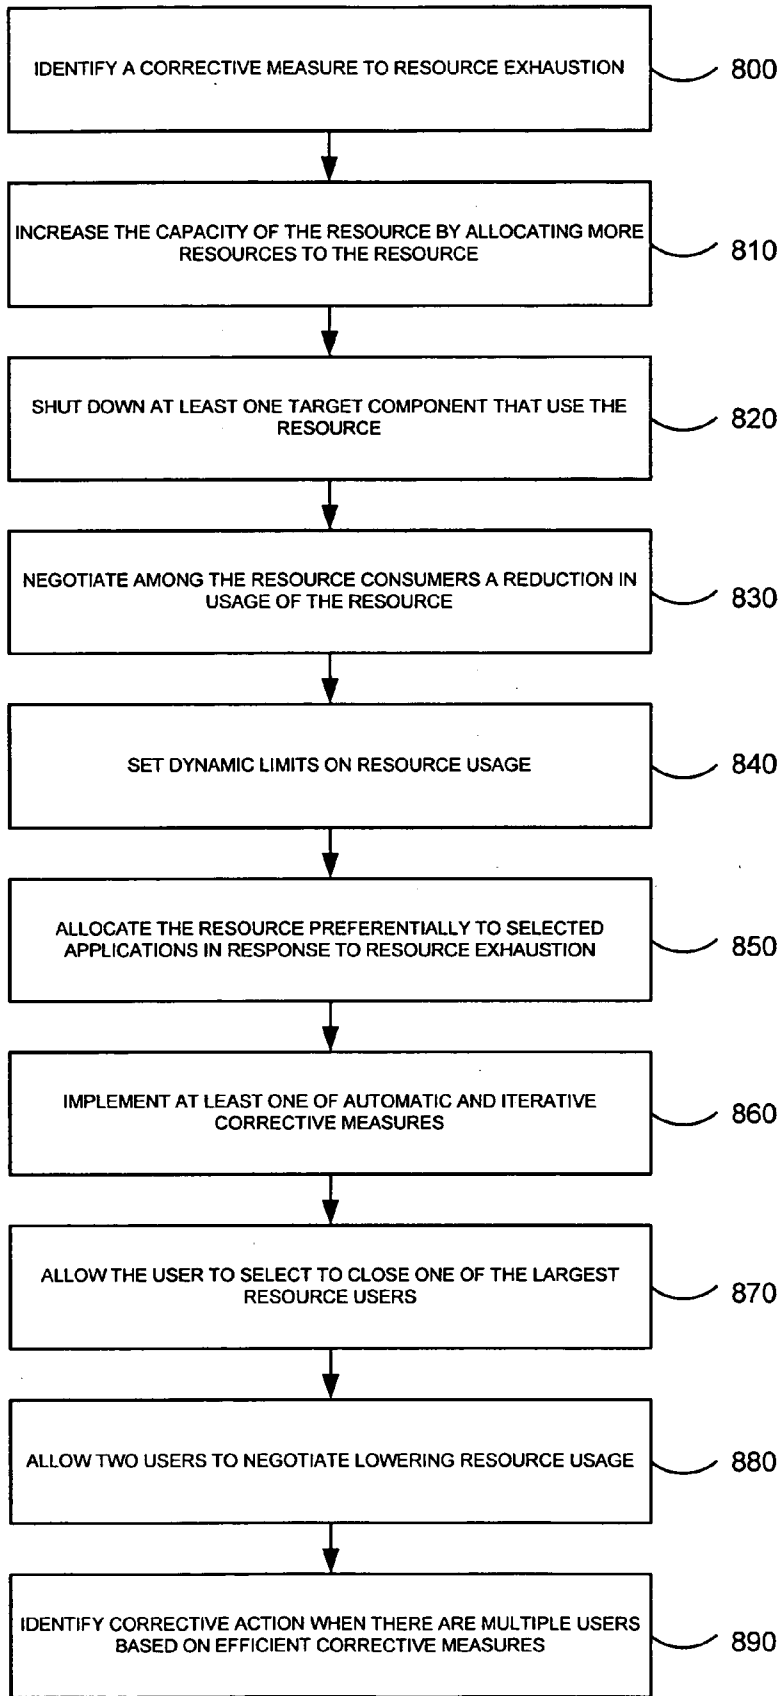 IDENTIFY A CORRECTIVE MEASURE TO RESOURCE EXHAUSTION
800
INCREASE THE CAPACITY OF THE RESOURCE BY ALLOCATING MORE
RESOURCES TO THE RESOURCE
810
SHUT DOWN AT LEAST ONE TARGET COMPONENT THAT USE THE
RESOURCE
820
NEGOTIATE AMONG THE RESOURCE CONSUMERS A REDUCTION IN
USAGE OF THE RESOURCE
830
SET DYNAMIC LIMITS ON RESOURCE USAGE
840
ALLOCATE THE RESOURCE PREFERENTIALLY TO SELECTED
APPLICATIONS IN RESPONSE TO RESOURCE EXHAUSTION
850
IMPLEMENT AT LEAST ONE OF AUTOMATIC AND ITERATIVE
CORRECTIVE MEASURES
860
ALLOW THE USER TO SELECT TO CLOSE ONE OF THE LARGEST
RESOURCE USERS
870
ALLOW TWO USERS TO NEGOTIATE LOWERING RESOURCE USAGE
880
IDENTIFY CORRECTIVE ACTION WHEN THERE ARE MULTIPLE USERS
BASED ON EFFICIENT CORRECTIVE MEASURES
890